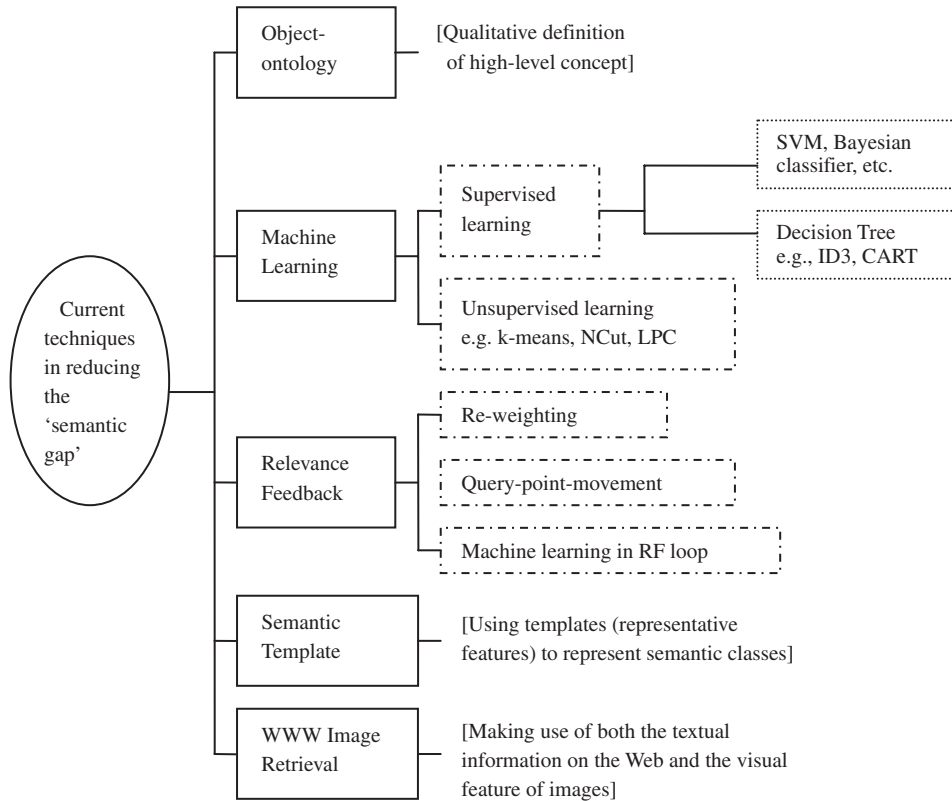 Object-
ontology
[Qualitative definition
of high-level concept]
SVM, Bayesian
classifier, etc.
Supervised
learning
Machine
Learning
Decision Tree
e.g., ID3, CART
Unsupervised learning
e.g. k-means, NCut, LPC
Current
techniques
in reducing
the
‘semantic
gap’
Re-weighting
Relevance
Feedback
Query-point-movement
Machine learning in RF loop
Semantic
Template
[Using templates (representative
features) to represent semantic classes]
WWW Image
Retrieval
[Making use of both the textual
information on the Web and the visual
feature of images]